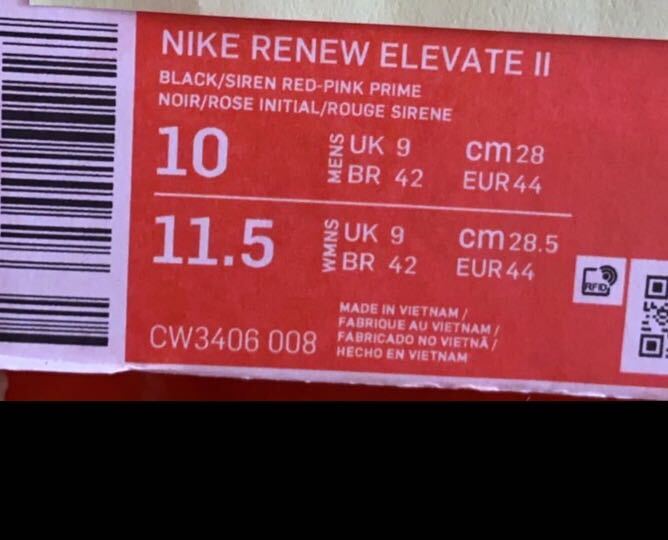 NIKE RENEW ELEVATE II
BLACK/SIREN RED-PINK PRIME
NOIR/ROSE INITIAL/ROUGE SIRENE
10 MENS UK 9 cm 28
BR 42 EUR 44
11.5 WMNS UK 9 cm 28.5
BR 42 EUR 44
RFID
CW3406 008
MADE IN VIETNAM /
FABRIQUE AU VIETNAM /
FABRICADO NO VIETNÃ /
HECHO EN VIETNAM